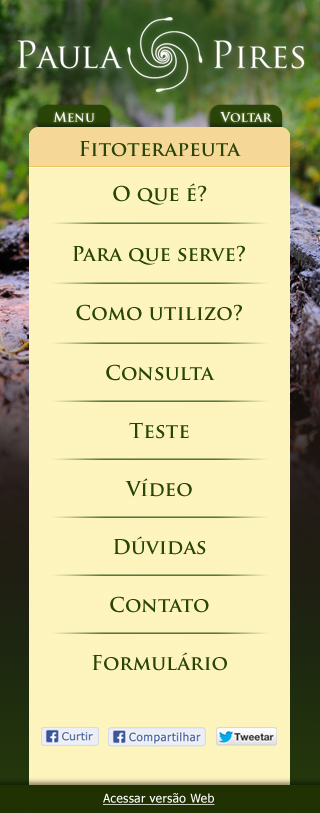 Paula Pires
Menu
Voltar
Fitoterapeuta
O que é?
Para que serve?
Como utilizo?
Consulta
Teste
Vídeo
Dúvidas
Contato
Formulário
Curtir
Compartilhar
Tweetar
Acessar versão Web